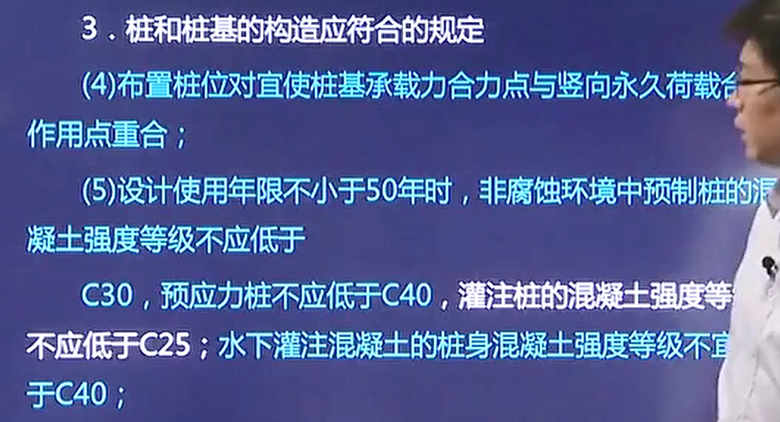 3．桩和桩基的构造应符合的规定
(4)布置桩位对宜使桩基承载力合力点与竖向永久荷载
作用点重合；
(5)设计使用年限不小于50年时，非腐蚀环境中预制桩的
凝土强度等级不应低于
C30，预应力桩不应低于C40，灌注桩的混凝土强度等
不应低于C25；水下灌注混凝土的桩身混凝土强度等级不宜
于C40；